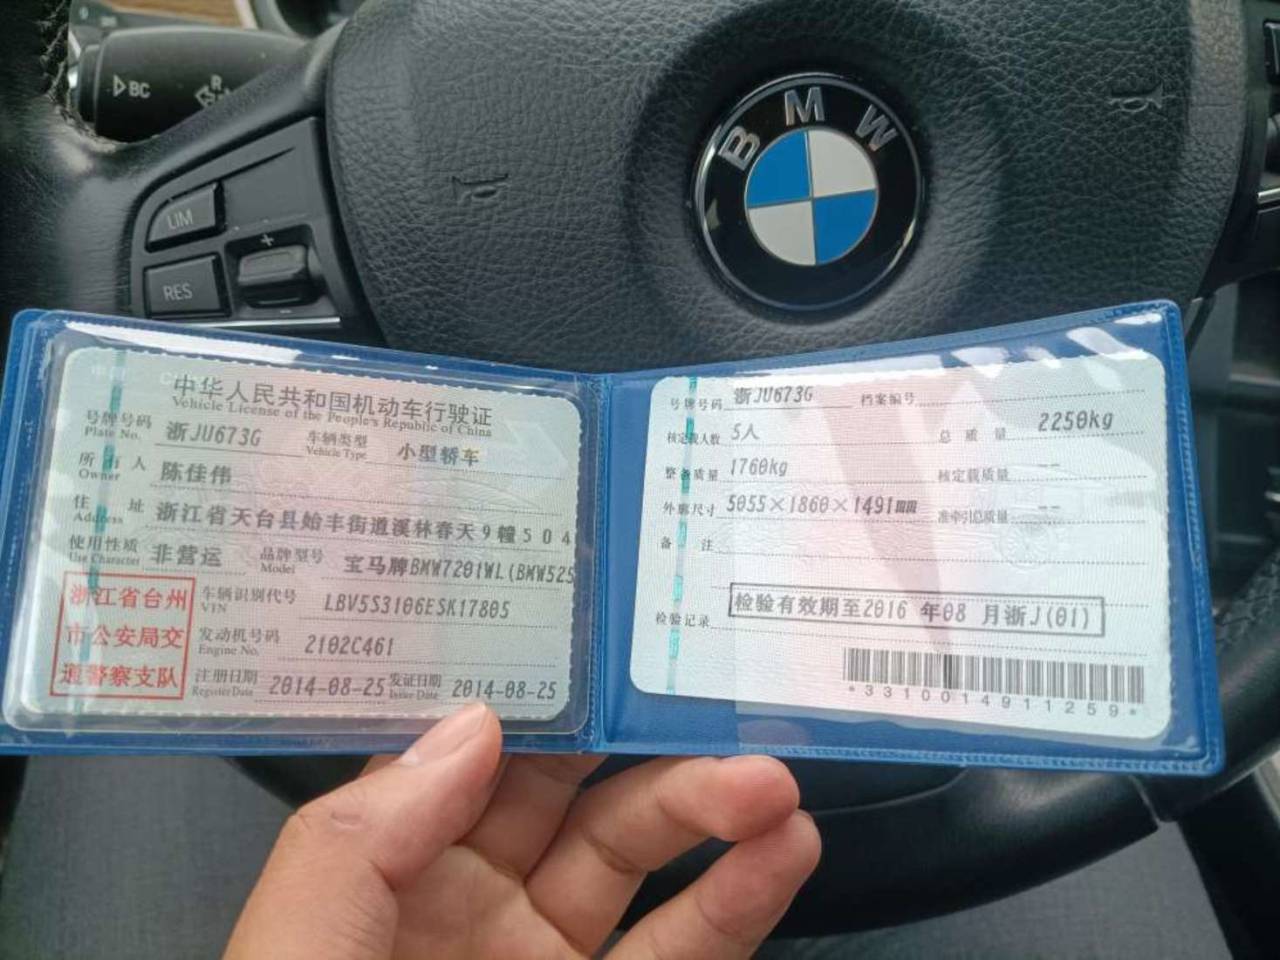 BC
R
BMW
LIM
+
RES
-
中华人民共和国机动车行驶证
Vehicle License of the People's Republic of China
号牌号码 浙JU673G 车辆类型 小型轿车
Plate No. Vehicle Type
所有人 陈佳伟
Owner
住址 浙江省天台县始丰街道溪林春天9幢504
Address
使用性质 非营运 品牌型号 宝马牌BMW7201WL(BMW525
Use Character Model
浙江省台州
市公安局交
通警察支队
车辆识别代号 LBV5S3106ESK17805
VIN
发动机号码 2102C461
Engine No.
注册日期 2014-08-25 发证日期 2014-08-25
Register Date Issue Date
号牌号码 浙JU673G 档案编号
核定载人数 5人 总质量 2250kg
整备质量 1760kg 核定载质量 --
外廓尺寸 5055×1860×1491mm 准牵引总质量 --
备注
检验记录 检验有效期至2016年08月浙J(01)
*3310014911259*